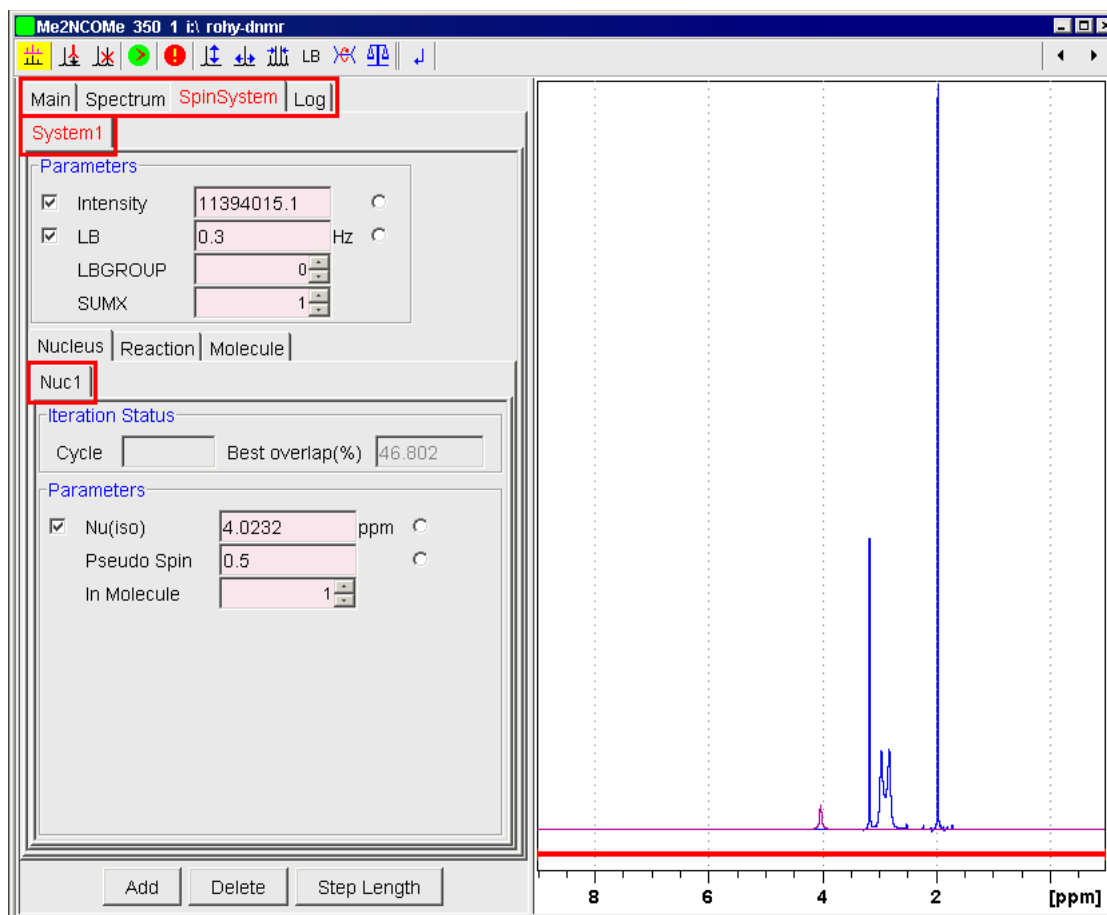 Me2NCOMe 350 1 i:\ rohy-dnmr
LB
Main Spectrum SpinSystem Log
System1
Parameters
Intensity 11394015.1
LB 0.3 Hz
LBGROUP 0
SUMX 1
Nucleus Reaction Molecule
Nuc1
Iteration Status
Cycle Best overlap(%) 46.802
Parameters
Nu(iso) 4.0232 ppm
Pseudo Spin 0.5
In Molecule 1
Add Delete Step Length
8 6 4 2 [ppm]